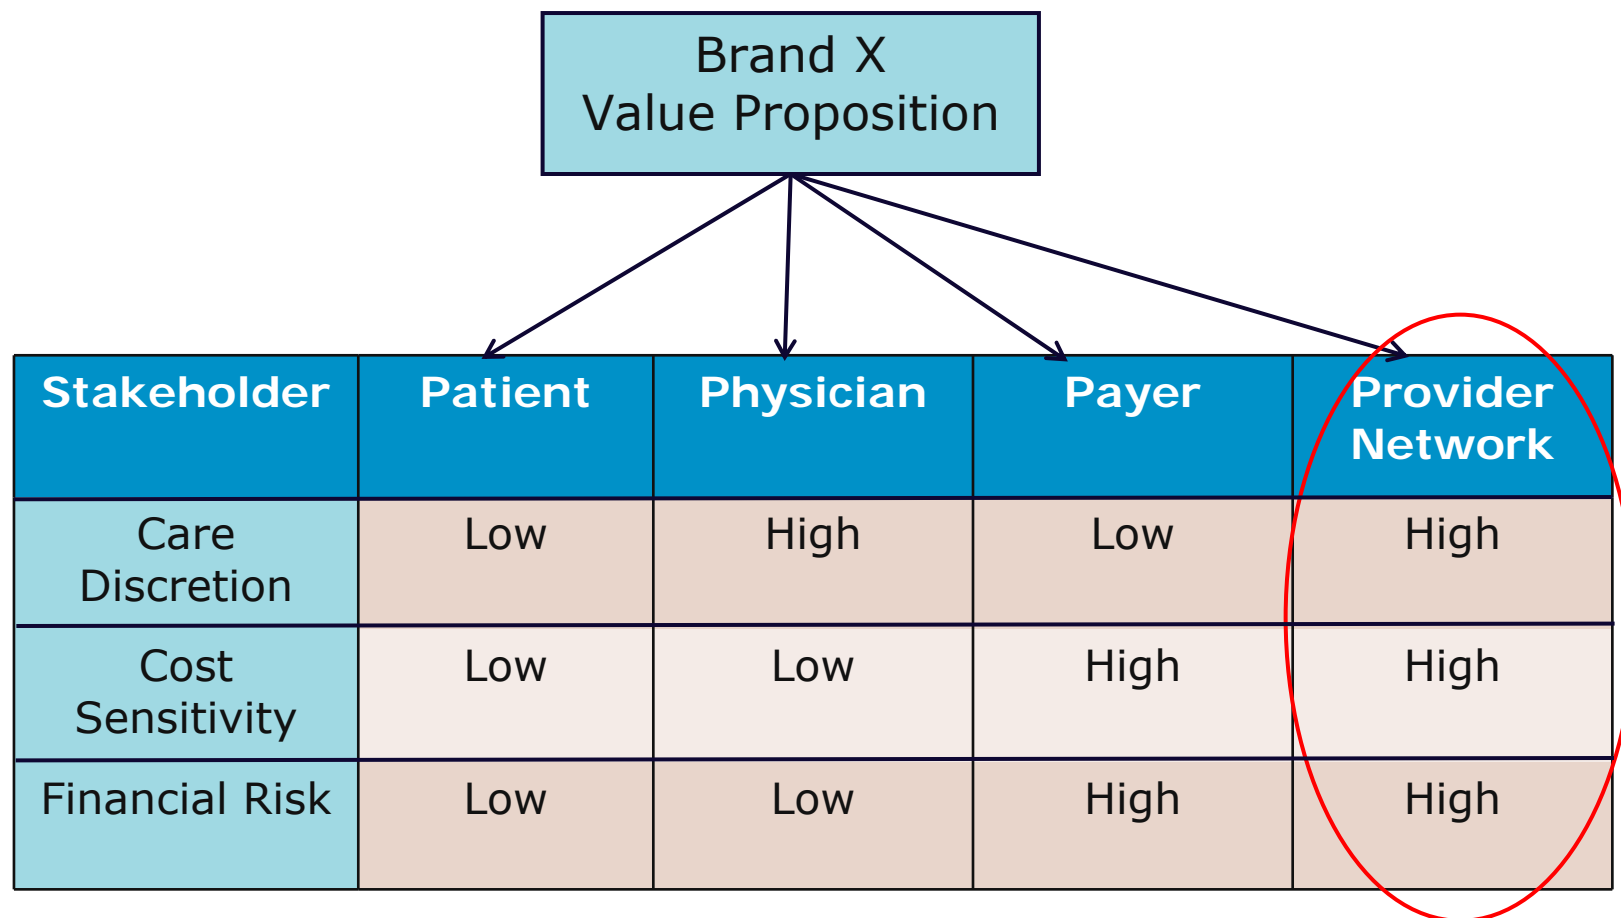 Brand X
Value Proposition
Stakeholder Patient Physician Payer Provider
Network
Care Low High Low High
Discretion
Cost Low Low High High
Sensitivity
Financial Risk Low Low High High